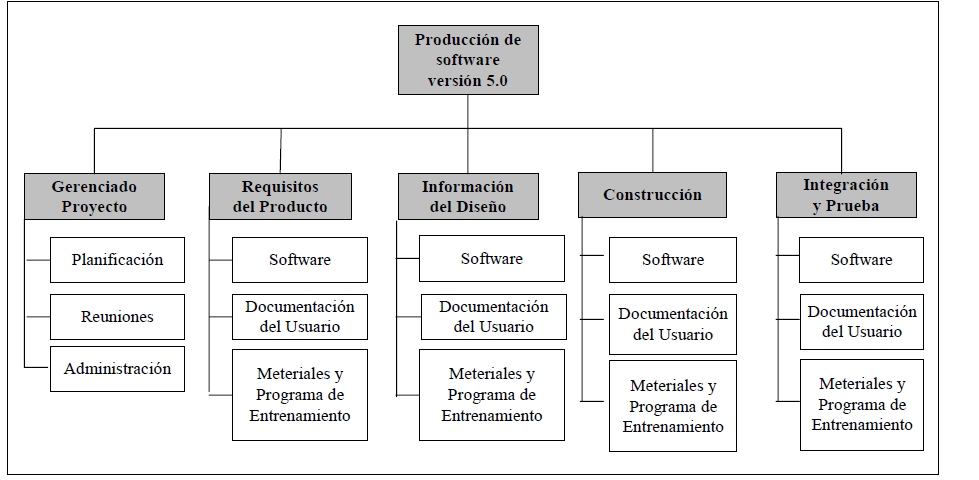 Producción de
software
versión 5.0
Gerenciado
Proyecto
Planificación
Reuniones
Administración
Requisitos
del Producto
Software
Documentación
del Usuario
Meteriales y
Programa de
Entrenamiento
Información
del Diseño
Software
Documentación
del Usuario
Meteriales y
Programa de
Entrenamiento
Construcción
Software
Documentación
del Usuario
Meteriales y
Programa de
Entrenamiento
Integración
y Prueba
Software
Documentación
del Usuario
Meteriales y
Programa de
Entrenamiento